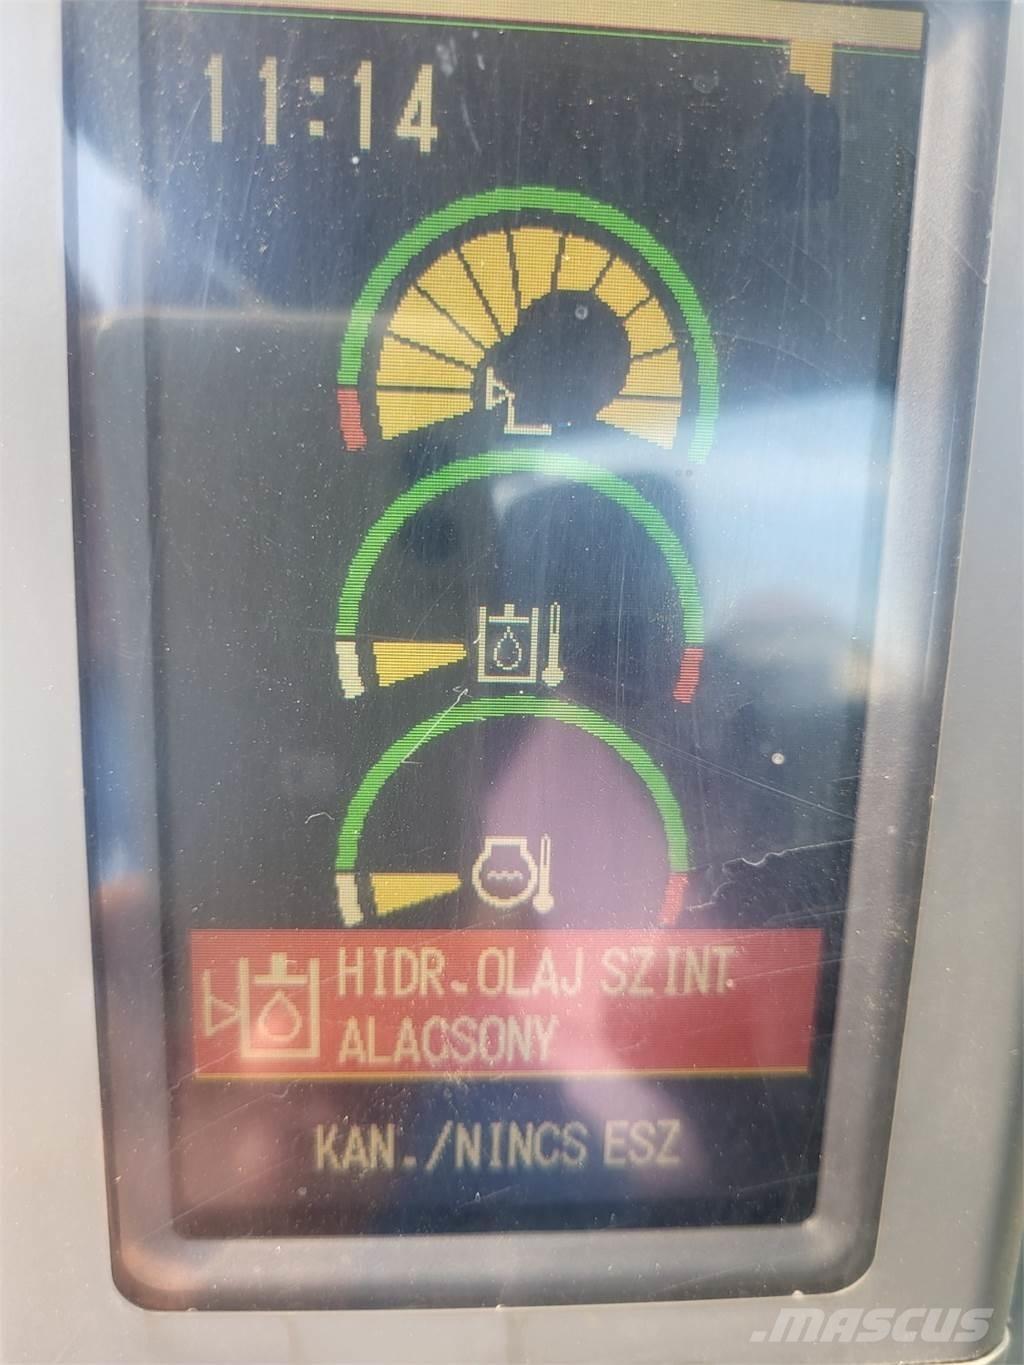 11:14
HIDR.OLAJ SZINT
ALACSONY
KAN./NINCS ESZ
.MASCUS